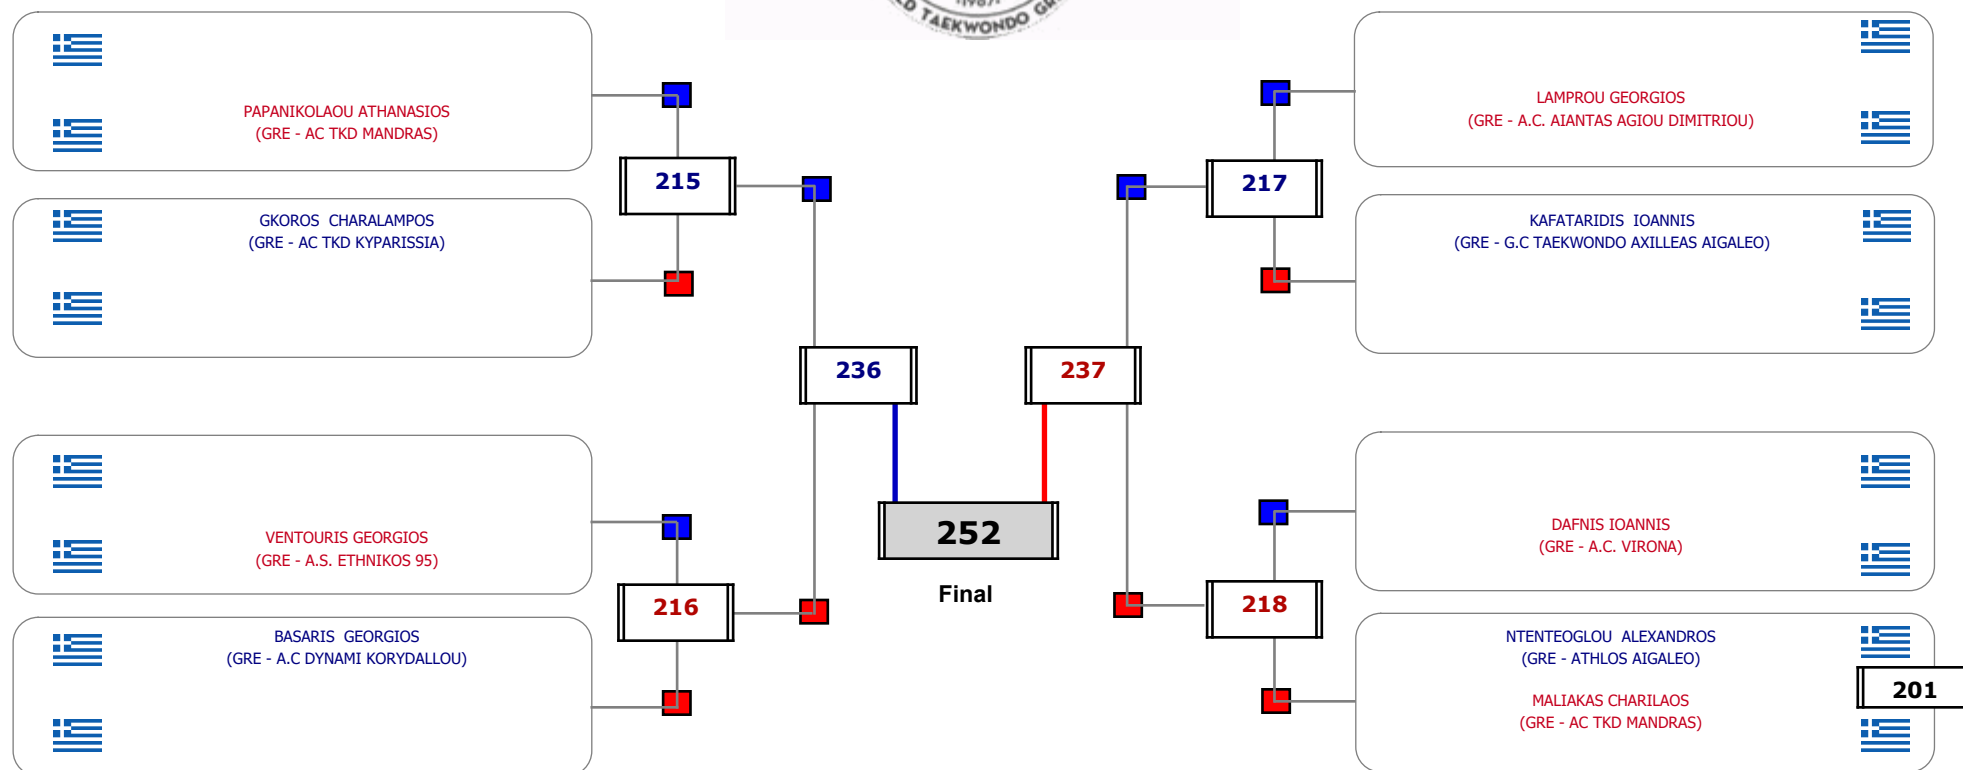 1987
D TAEKWONDO GR
PAPANIKOLAOU ATHANASIOS
(GRE - AC TKD MANDRAS)
GKOROS CHARALAMPOS
(GRE - AC TKD KYPARISSIA)
VENTOURIS GEORGIOS
(GRE - A.S. ETHNIKOS 95)
BASARIS GEORGIOS
(GRE - A.C DYNAMI KORYDALLOU)
215
216
236
252
Final
237
217
218
LAMPROU GEORGIOS
(GRE - A.C. AIANTAS AGIOU DIMITRIOU)
KAFATARIDIS IOANNIS
(GRE - G.C TAEKWONDO AXILLEAS AIGALEO)
DAFNIS IOANNIS
(GRE - A.C. VIRONA)
NTENTEOGLOU ALEXANDROS
(GRE - ATHLOS AIGALEO)
MALIAKAS CHARILAOS
(GRE - AC TKD MANDRAS)
201